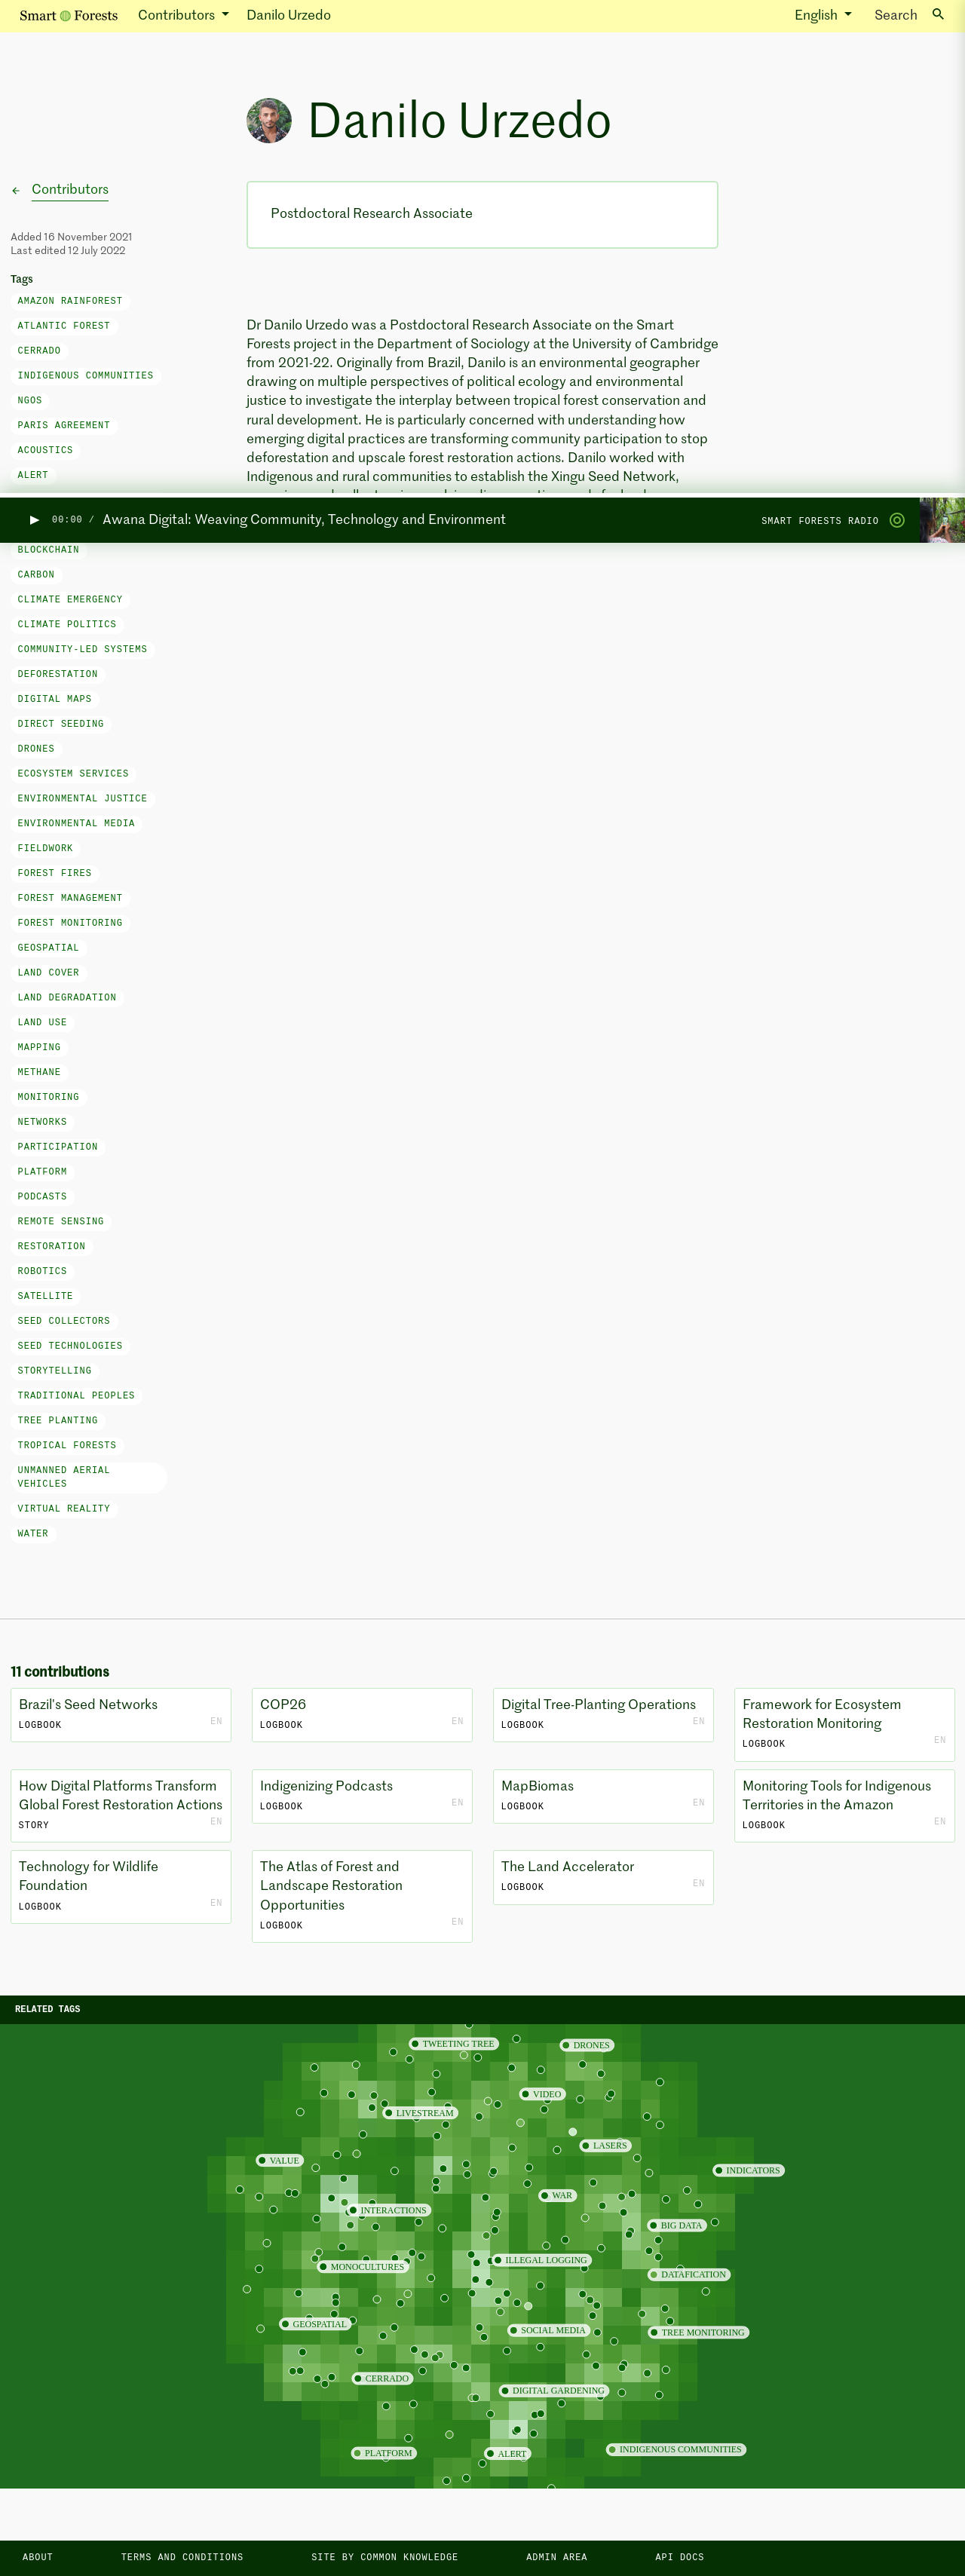 Smart Forests
Contributors
Danilo Urzedo
English
Search
Danilo Urzedo
Contributors
Postdoctoral Research Associate
Added 16 November 2021
Last edited 12 July 2022
Tags
AMAZON RAINFOREST
ATLANTIC FOREST
CERRADO
INDIGENOUS COMMUNITIES
NGOS
PARIS AGREEMENT
ACOUSTICS
ALERT
Dr Danilo Urzedo was a Postdoctoral Research Associate on the Smart
Forests project in the Department of Sociology at the University of Cambridge
from 2021-22. Originally from Brazil, Danilo is an environmental geographer
drawing on multiple perspectives of political ecology and environmental
justice to investigate the interplay between tropical forest conservation and
rural development. He is particularly concerned with understanding how
emerging digital practices are transforming community participation to stop
deforestation and upscale forest restoration actions. Danilo worked with
Indigenous and rural communities to establish the Xingu Seed Network,
00:00 / Awana Digital: Weaving Community, Technology and Environment
SMART FORESTS RADIO
BLOCKCHAIN
CARBON
CLIMATE EMERGENCY
CLIMATE POLITICS
COMMUNITY-LED SYSTEMS
DEFORESTATION
DIGITAL MAPS
DIRECT SEEDING
DRONES
ECOSYSTEM SERVICES
ENVIRONMENTAL JUSTICE
ENVIRONMENTAL MEDIA
FIELDWORK
FOREST FIRES
FOREST MANAGEMENT
FOREST MONITORING
GEOSPATIAL
LAND COVER
LAND DEGRADATION
LAND USE
MAPPING
METHANE
MONITORING
NETWORKS
PARTICIPATION
PLATFORM
PODCASTS
REMOTE SENSING
RESTORATION
ROBOTICS
SATELLITE
SEED COLLECTORS
SEED TECHNOLOGIES
STORYTELLING
TRADITIONAL PEOPLES
TREE PLANTING
TROPICAL FORESTS
UNMANNED AERIAL
VEHICLES
VIRTUAL REALITY
WATER
11 contributions
Brazil's Seed Networks
LOGBOOK
EN
COP26
LOGBOOK
EN
Digital Tree-Planting Operations
LOGBOOK
EN
Framework for Ecosystem
Restoration Monitoring
LOGBOOK
EN
How Digital Platforms Transform
Global Forest Restoration Actions
STORY
EN
Indigenizing Podcasts
LOGBOOK
EN
MapBiomas
LOGBOOK
EN
Monitoring Tools for Indigenous
Territories in the Amazon
LOGBOOK
EN
Technology for Wildlife
Foundation
LOGBOOK
EN
The Atlas of Forest and
Landscape Restoration
Opportunities
LOGBOOK
EN
The Land Accelerator
LOGBOOK
EN
RELATED TAGS
TWEETING TREE
DRONES
VIDEO
LIVESTREAM
LASERS
VALUE
INDICATORS
WAR
INTERACTIONS
BIG DATA
ILLEGAL LOGGING
MONOCULTURES
DATAFICATION
GEOSPATIAL
SOCIAL MEDIA
TREE MONITORING
CERRADO
DIGITAL GARDENING
INDIGENOUS COMMUNITIES
PLATFORM
ALERT
ABOUT
TERMS AND CONDITIONS
SITE BY COMMON KNOWLEDGE
ADMIN AREA
API DOCS